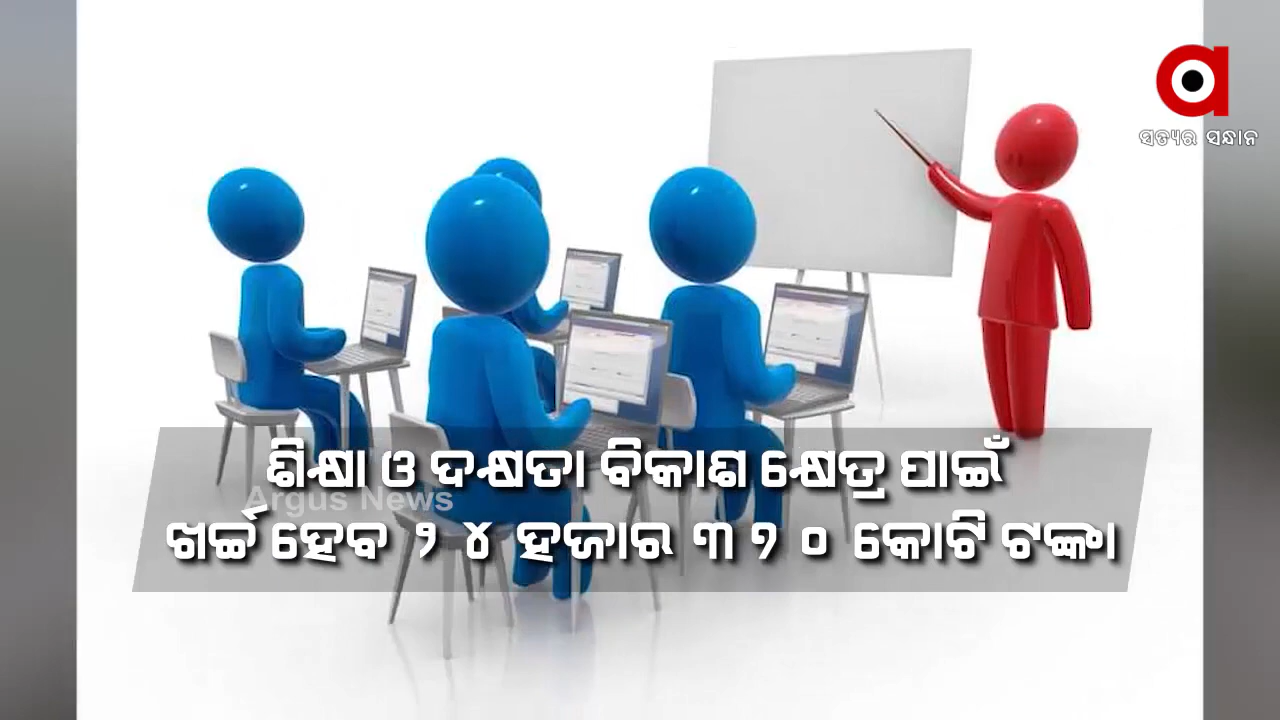 ସତ୍ୟର ସନ୍ଧାନ
ଶିକ୍ଷା ଓ ଦକ୍ଷତା ବିକାଶ କ୍ଷେତ୍ର ପାଇଁ
Argus News
ଖର୍ଚ୍ଚ ହେବ ୨୪ ହଜାର ୩୭୦ କୋଟି ଟଙ୍କା